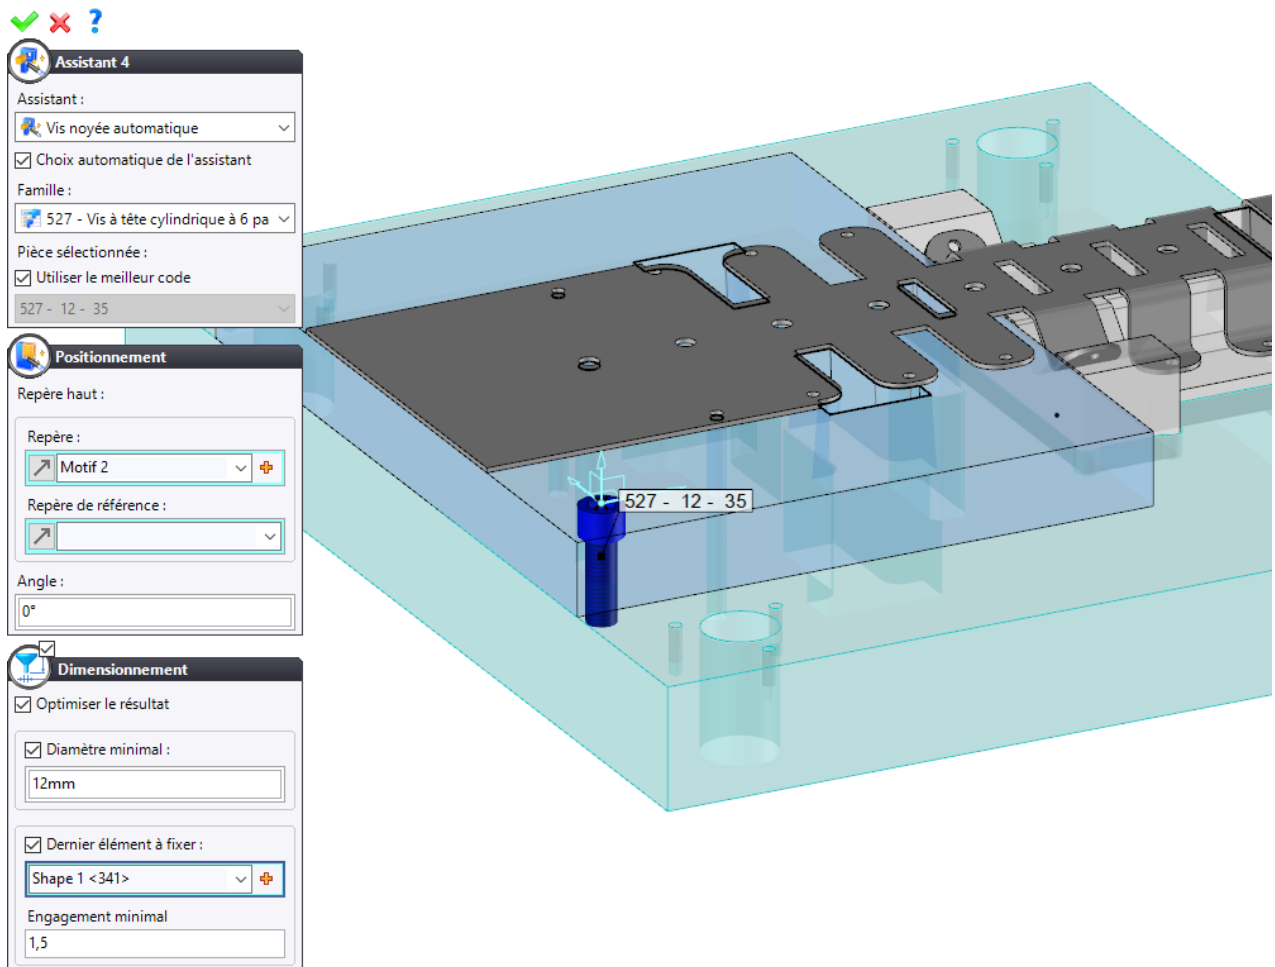 ?
Assistant 4
Assistant :
Vis noyée automatique
Choix automatique de l'assistant
Famille :
527 - Vis à tête cylindrique à 6 pa
Pièce sélectionnée :
Utiliser le meilleur code
527 - 12 - 35
Positionnement
Repère haut :
Repère :
Motif 2
Repère de référence :
Angle :
0°
Dimensionnement
Optimiser le résultat
Diamètre minimal :
12mm
Dernier élément à fixer :
Shape 1 <341>
Engagement minimal
1,5
527 - 12 - 35